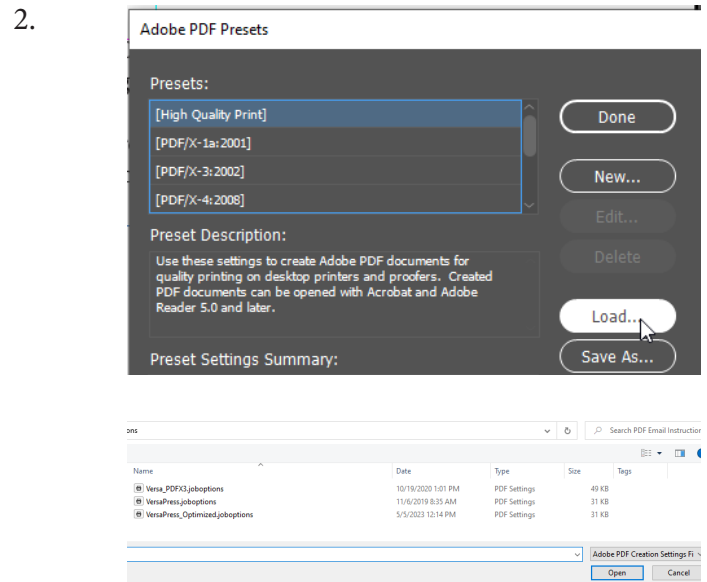 2.
Adobe PDF Presets
Presets:
[High Quality Print]
[PDF/X-1a:2001]
[PDF/X-3:2002]
[PDF/X-4:2008]
Done
New...
Edit...
Delete
Load...
Save As...
Preset Description:
Use these settings to create Adobe PDF documents for
quality printing on desktop printers and proofers. Created
PDF documents can be opened with Acrobat and Adobe
Reader 5.0 and later.
Preset Settings Summary:
ons Search PDF Email Instruction
Name Date Type Size Tags
Versa_PDFX3.joboptions 10/19/2020 1:01 PM PDF Settings 49 KB
VersaPress.joboptions 11/6/2019 8:35 AM PDF Settings 31 KB
VersaPress_Optimized.joboptions 5/5/2023 12:14 PM PDF Settings 31 KB
Adobe PDF Creation Settings Fi
Open Cancel